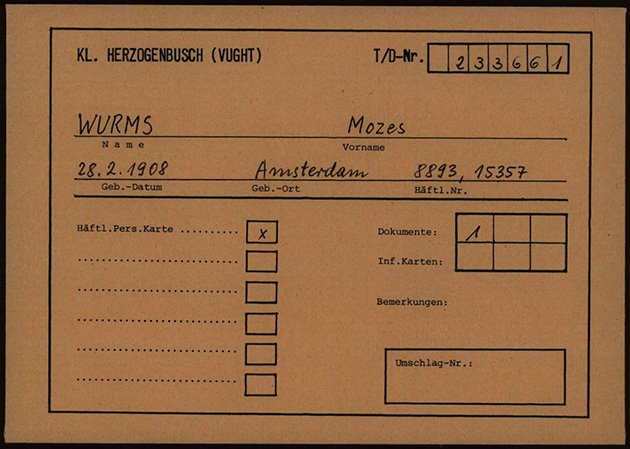 KL. HERZOGENBUSCH (VUGHT) T/D-Nr. 233661
WURMS Mozes
Name Vorname
28.2.1908 Amsterdam 8893, 15357
Geb.-Datum Geb.-Ort Häftl.Nr.
Häftl.Pers.Karte .......... x Dokumente: 1
Inf.Karten:
Bemerkungen:
Umschlag-Nr.: